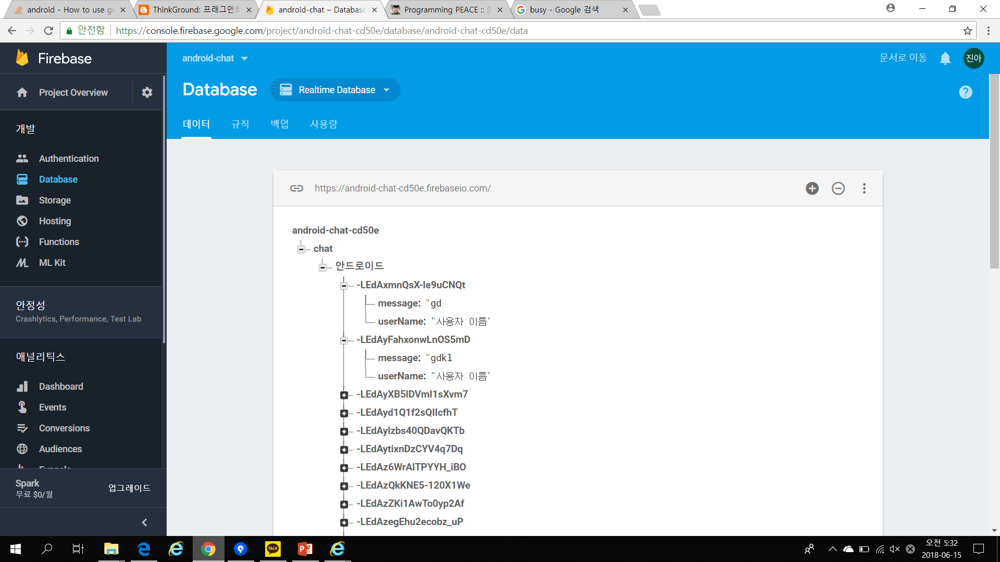 android - How to use ge
ThinkGround: 프래그먼트
android-chat – Database
Programming PEACE :: [
busy - Google 검색
안전함
https://console.firebase.google.com/project/android-chat-cd50e/database/android-chat-cd50e/data
Firebase
android-chat
문서로 이동
진아
Project Overview
Database
Realtime Database
데이터
규칙
백업
사용량
개발
Authentication
Database
Storage
Hosting
Functions
ML Kit
안정성
Crashlytics, Performance, Test Lab
애널리틱스
Dashboard
Events
Conversions
Audiences
Spark
무료 $0/월
업그레이드
https://android-chat-cd50e.firebaseio.com/
android-chat-cd50e
chat
안드로이드
-LEdAxmnQsX-Ie9uCNQt
message: "gd
userName: "사용자 이름"
-LEdAyFahxonwLnOS5mD
message: "gdkl
userName: "사용자 이름"
-LEdAyXB5IDVmI1sXvm7
-LEdAyd1Q1f2sQIIcfhT
-LEdAylzbs40QDavQKTb
-LEdAytixnDzCYV4q7Dq
-LEdAz6WrAITPYYH_iBO
-LEdAzQkKNE5-120X1We
-LEdAzZKi1AwTo0yp2Af
-LEdAzegEhu2ecobz_uP
TALK
오전 5:32
2018-06-15